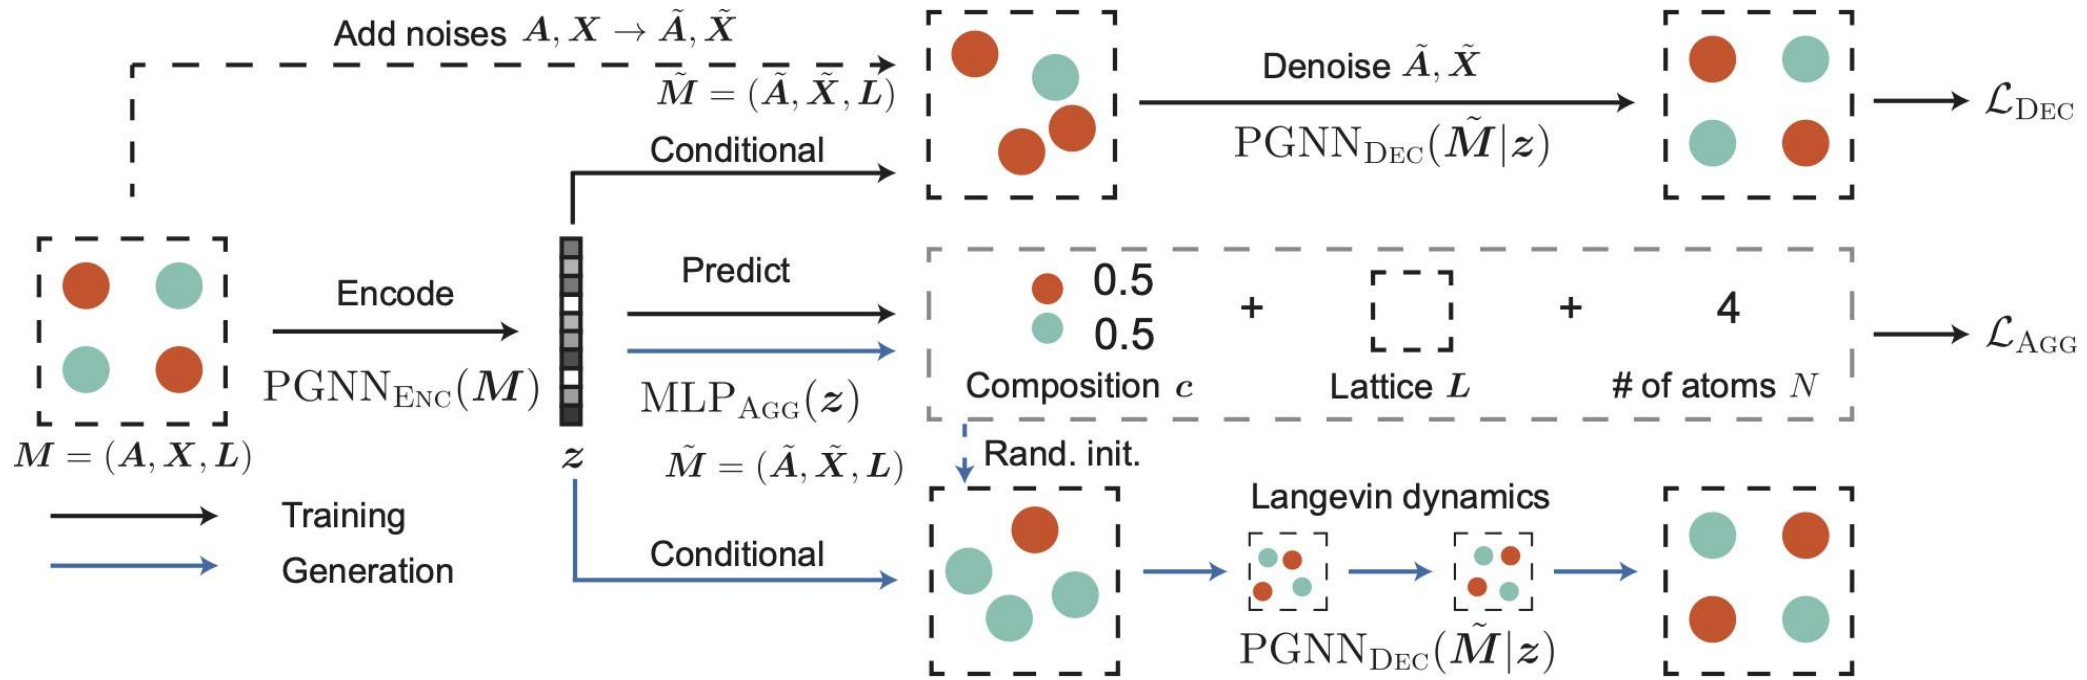 Add noises A, X → Ã, X̃
M̃ = (Ã, X̃, L)
Denoise Ã, X̃
PGNN_DEC(M̃|z)
ℒ_DEC
Conditional
Encode
PGNN_ENC(M)
M = (A, X, L)
z
Predict
MLP_AGG(z)
0.5
0.5
Composition c
+
Lattice L
+
4
# of atoms N
ℒ_AGG
M̃ = (Ã, X̃, L)
Rand. init.
Conditional
Langevin dynamics
PGNN_DEC(M̃|z)
Training
Generation